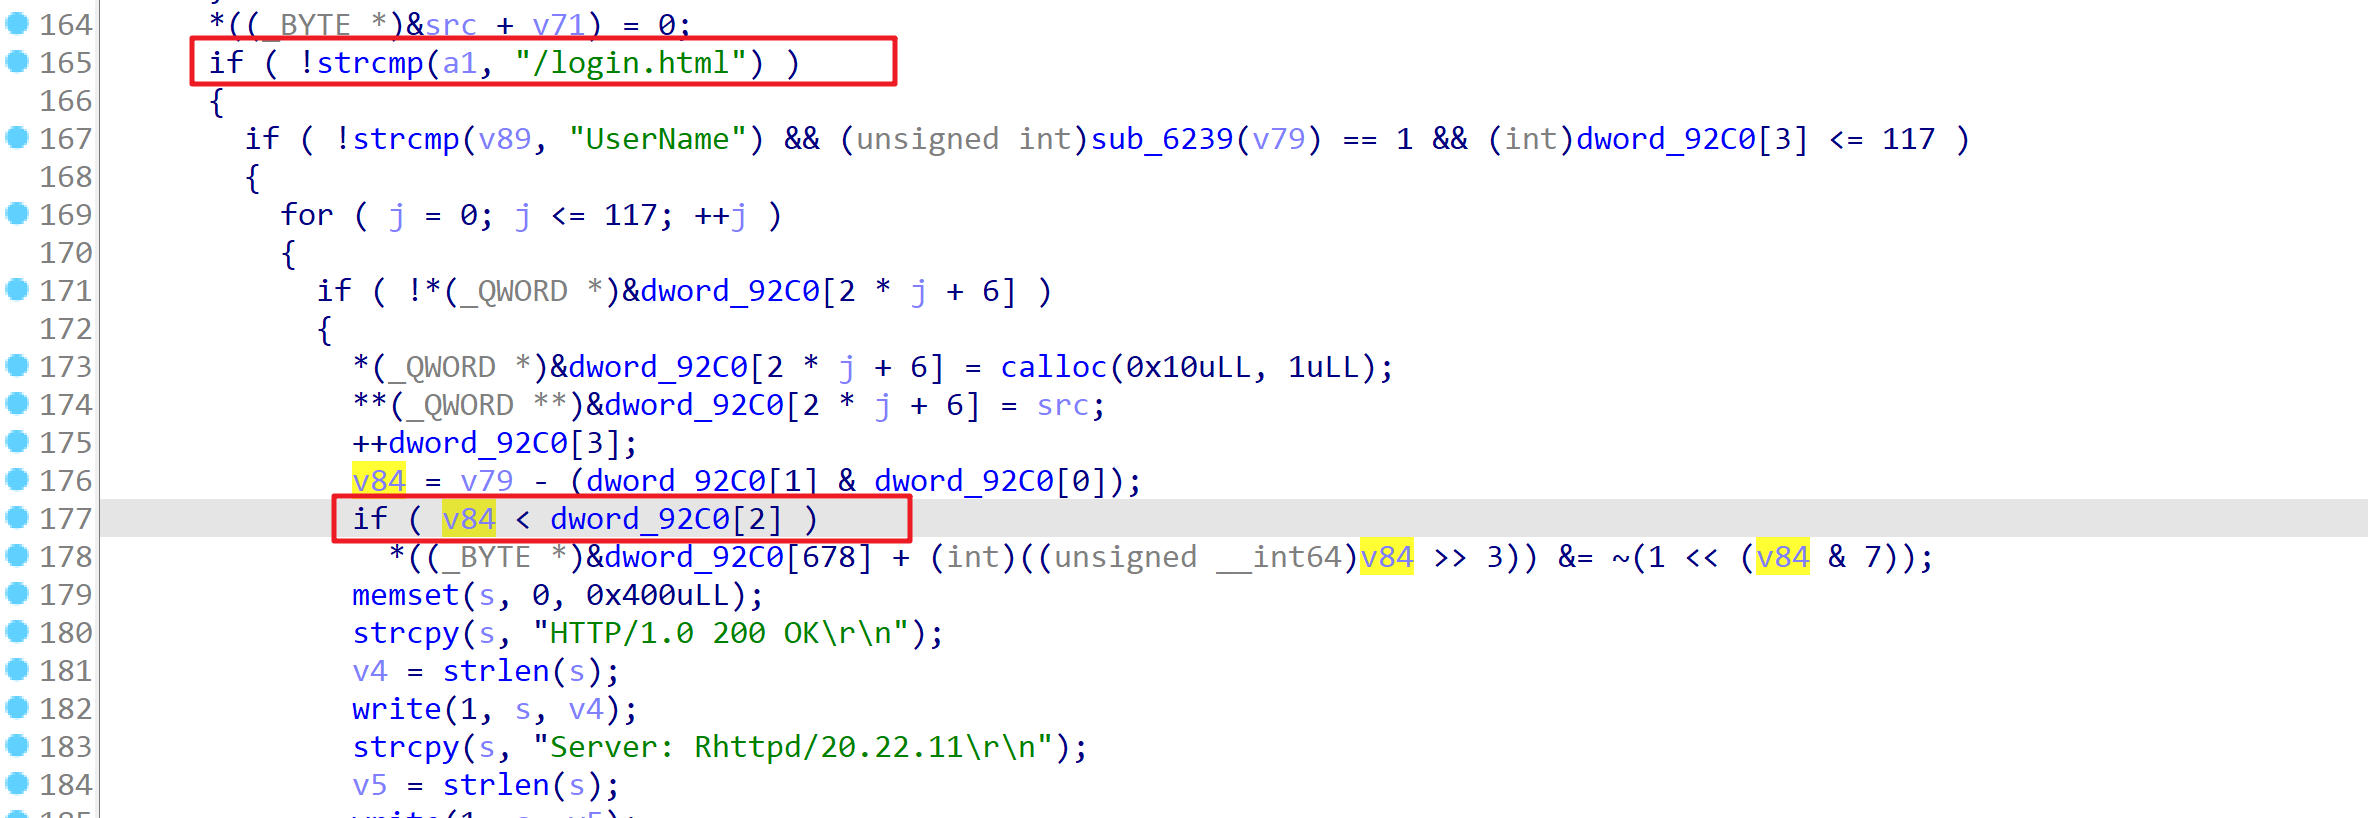 164 *((_BYTE *)&src + v71) = 0;
165 if ( !strcmp(a1, "/login.html") )
166 {
167 if ( !strcmp(v89, "UserName") && (unsigned int)sub_6239(v79) == 1 && (int)dword_92C0[3] <= 117 )
168 {
169 for ( j = 0; j <= 117; ++j )
170 {
171 if ( !*(_QWORD *)&dword_92C0[2 * j + 6] )
172 {
173 *(_QWORD *)&dword_92C0[2 * j + 6] = calloc(0x10uLL, 1uLL);
174 **(_QWORD **)&dword_92C0[2 * j + 6] = src;
175 ++dword_92C0[3];
176 v84 = v79 - (dword_92C0[1] & dword_92C0[0]);
177 if ( v84 < dword_92C0[2] )
178 *((_BYTE *)&dword_92C0[678] + (int)((unsigned __int64)v84 >> 3)) &= ~(1 << (v84 & 7));
179 memset(s, 0, 0x400uLL);
180 strcpy(s, "HTTP/1.0 200 OK\r\n");
181 v4 = strlen(s);
182 write(1, s, v4);
183 strcpy(s, "Server: Rhttpd/20.22.11\r\n");
184 v5 = strlen(s);